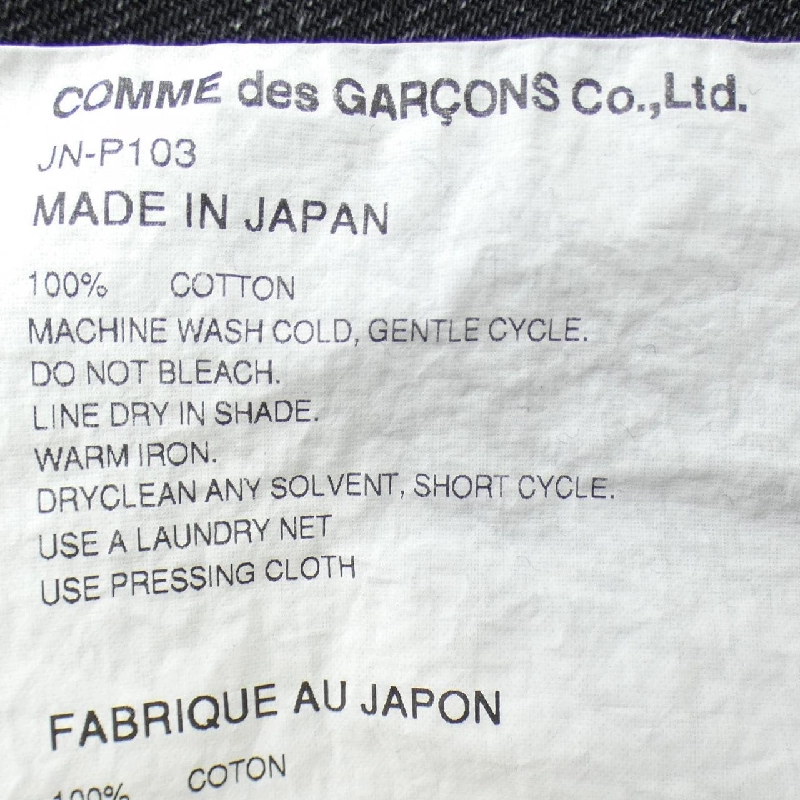 COMME des GARÇONS Co.,Ltd.
JN-P103
MADE IN JAPAN
100% COTTON
MACHINE WASH COLD, GENTLE CYCLE.
DO NOT BLEACH.
LINE DRY IN SHADE.
WARM IRON.
DRYCLEAN ANY SOLVENT, SHORT CYCLE.
USE A LAUNDRY NET
USE PRESSING CLOTH
FABRIQUE AU JAPON
100% COTON